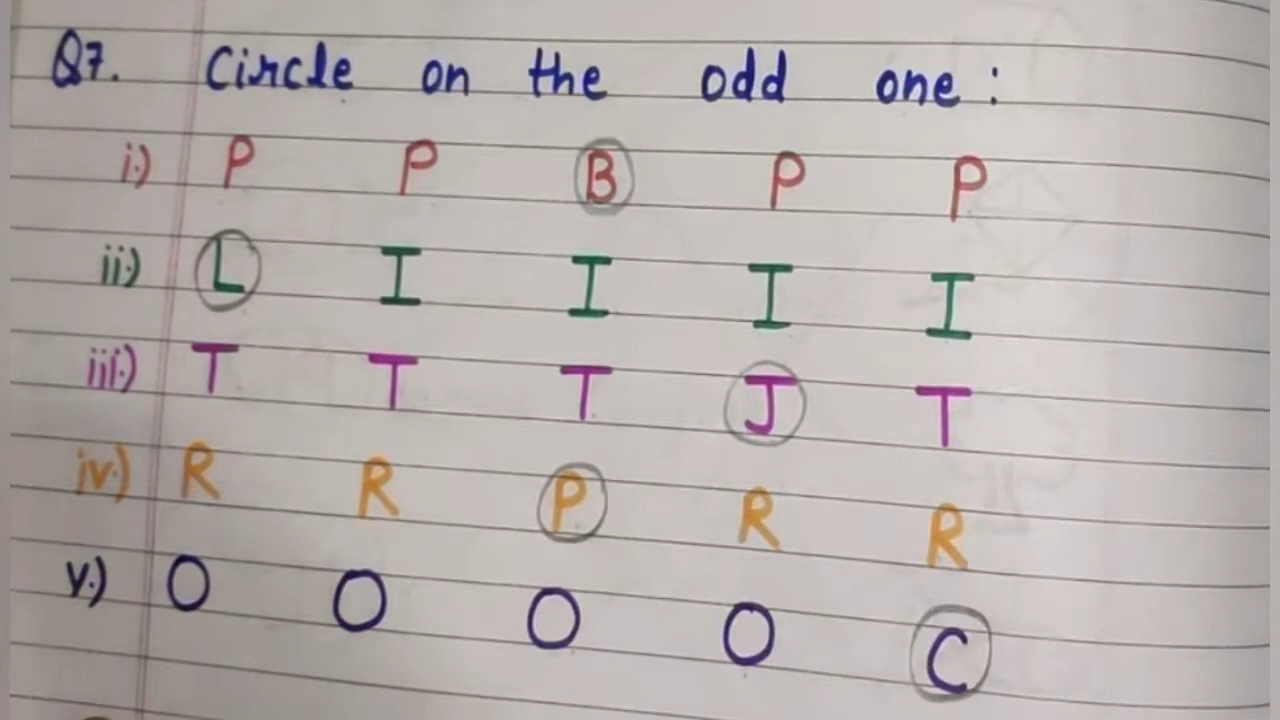 Q7. Circle on the odd one :
i.) P P B P P
ii.) L I I I I
iii.) T T T J T
iv.) R R P R R
v.) O O O O C